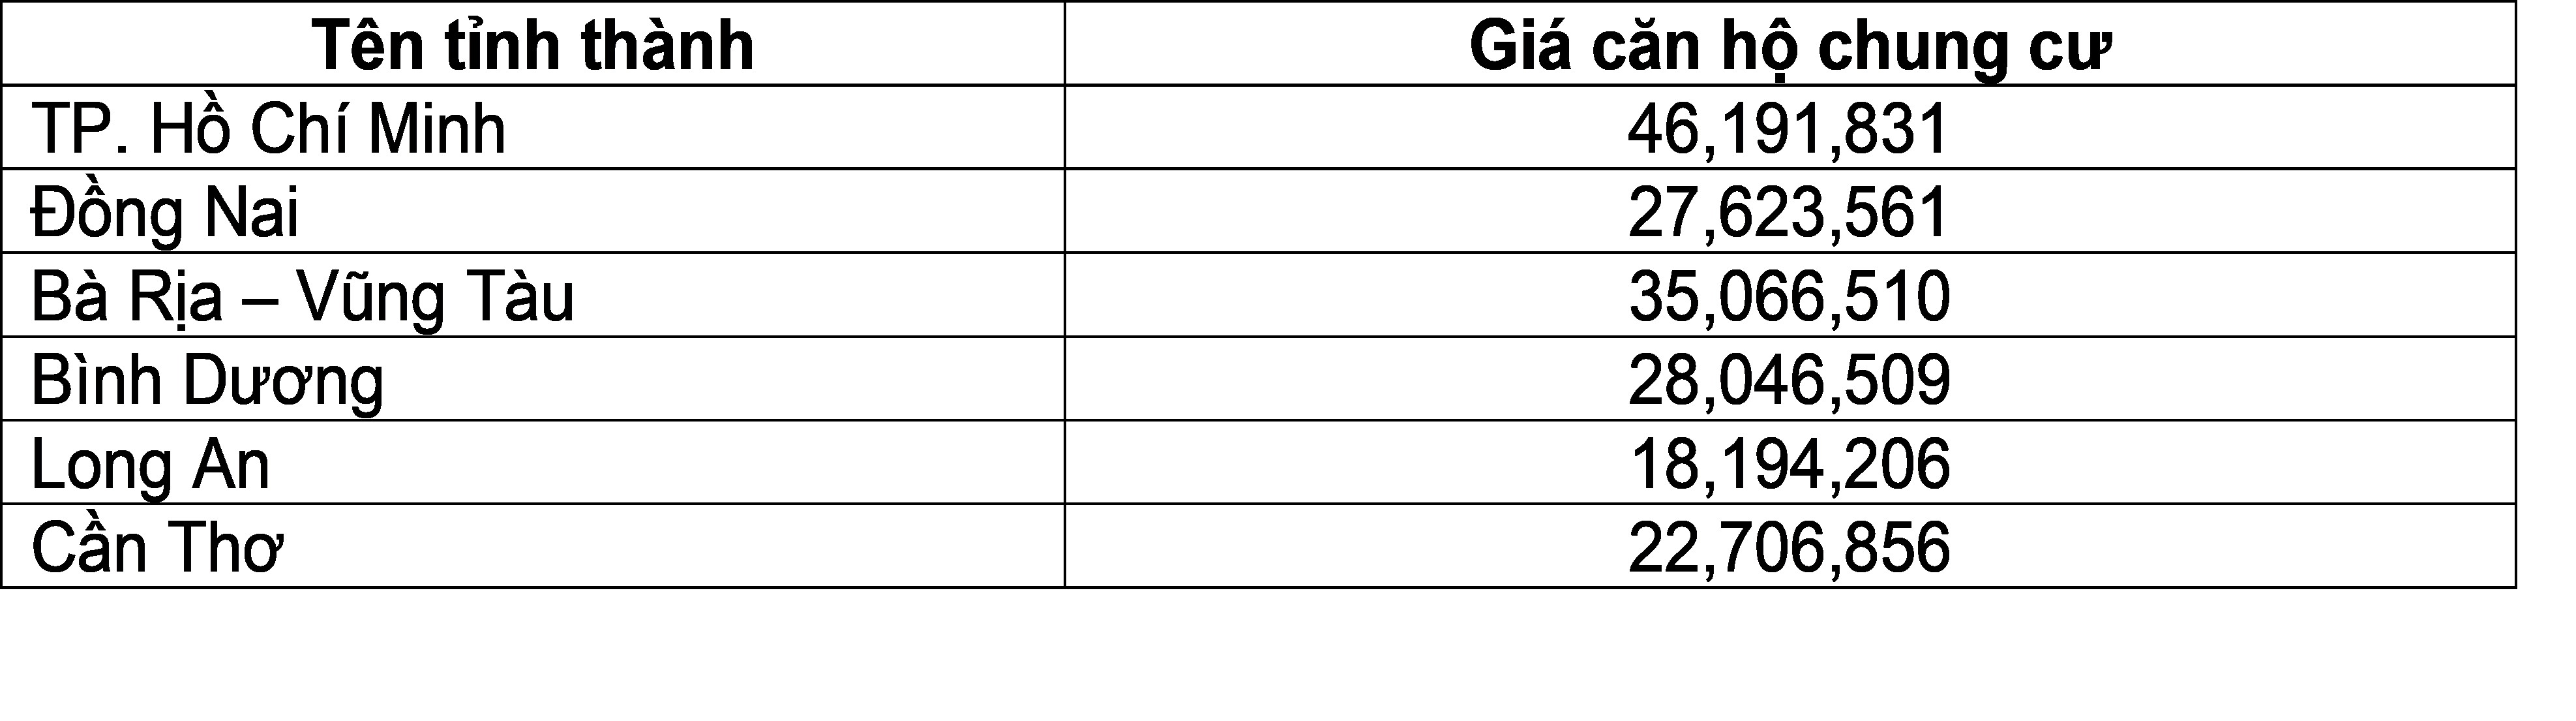 Tên tỉnh thành Giá căn hộ chung cư
TP. Hồ Chí Minh 46,191,831
Đồng Nai 27,623,561
Bà Rịa – Vũng Tàu 35,066,510
Bình Dương 28,046,509
Long An 18,194,206
Cần Thơ 22,706,856